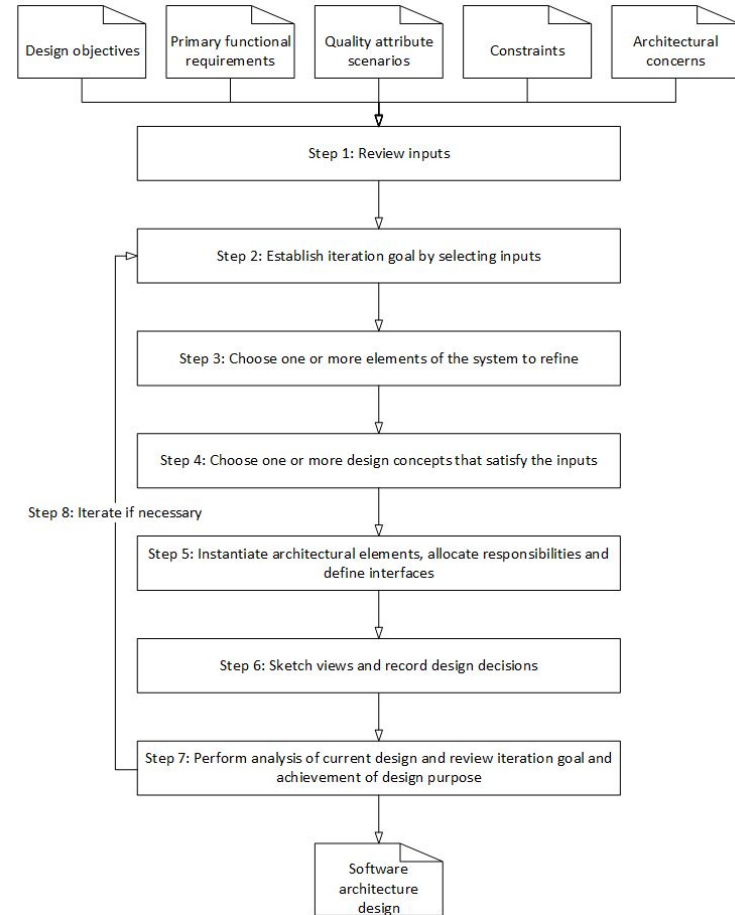 Design objectives
Primary functional
requirements
Quality attribute
scenarios
Constraints
Architectural
concerns
Step 1: Review inputs
Step 2: Establish iteration goal by selecting inputs
Step 3: Choose one or more elements of the system to refine
Step 4: Choose one or more design concepts that satisfy the inputs
Step 8: Iterate if necessary
Step 5: Instantiate architectural elements, allocate responsibilities and
define interfaces
Step 6: Sketch views and record design decisions
Step 7: Perform analysis of current design and review iteration goal and
achievement of design purpose
Software
architecture
design